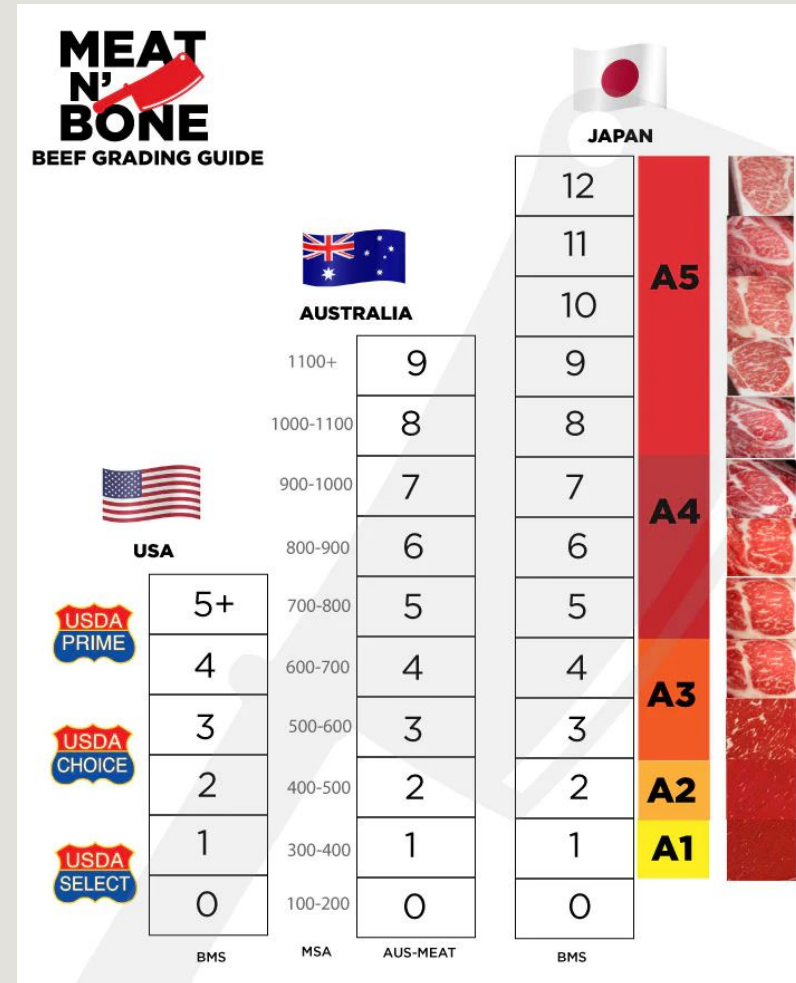 MEAT
N'
BONE
BEEF GRADING GUIDE
JAPAN
12
11
10
9
8
7
6
5
4
3
2
1
0
BMS
A5
A4
A3
A2
A1
AUSTRALIA
1100+ 9
1000-1100 8
900-1000 7
800-900 6
700-800 5
600-700 4
500-600 3
400-500 2
300-400 1
100-200 0
MSA AUS-MEAT
USA
USDA
PRIME
USDA
CHOICE
USDA
SELECT
5+
4
3
2
1
0
BMS